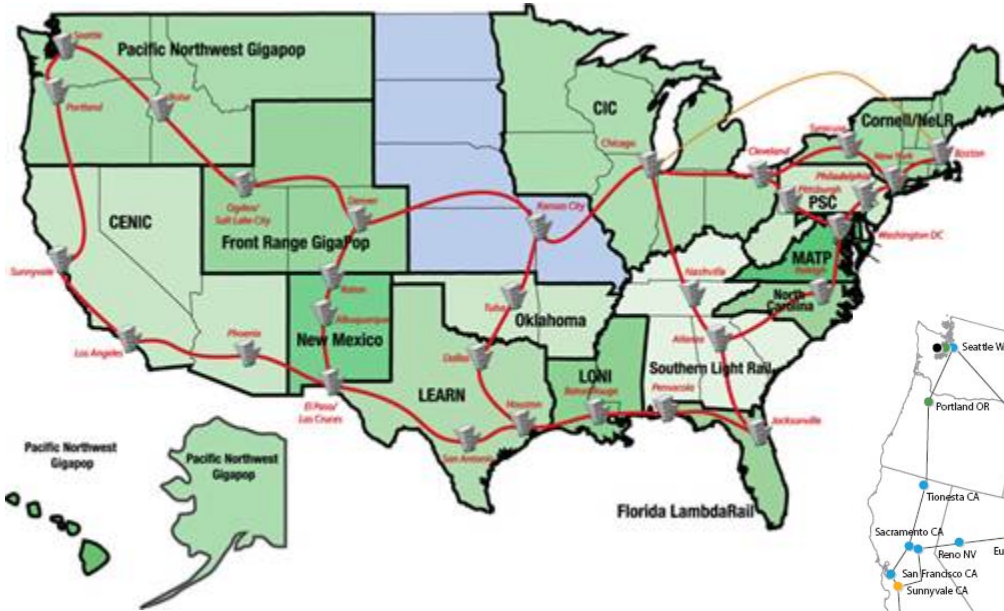 Seattle
Pacific Northwest Gigapop
Portland
Boise
CIC
Cornell/NeLR
Chicago
Cleveland
Syracuse
New York
Boston
Philadelphia
Pittsburgh
PSC
Ogden/
Salt Lake City
Denver
Kansas City
CENIC
Front Range GigaPop
Washington DC
MATP
Raleigh
Sunnyvale
Raton
Nashville
North
Carolina
Tulsa
Albuquerque
Oklahoma
Phoenix
New Mexico
Atlanta
Los Angeles
Dallas
LONI
Southern Light Rail
Baton Rouge
Pensacola
LEARN
Houston
El Paso/
Las Cruces
Jacksonville
San Antonio
Pacific Northwest
Gigapop
Pacific Northwest
Gigapop
Florida LambdaRail
Seattle W
Portland OR
Tionesta CA
Sacramento CA
Reno NV
Eu
San Francisco CA
Sunnyvale CA